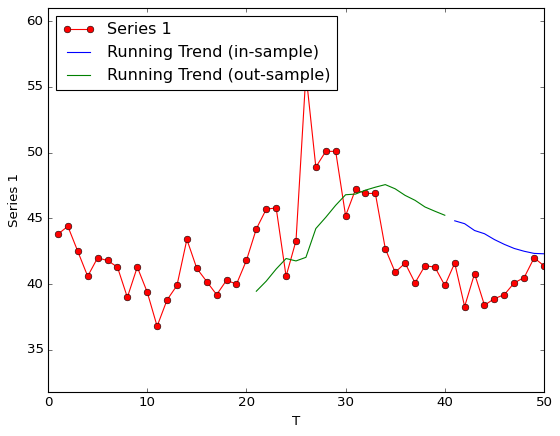 60
55
50
45
40
35
Series 1
Series 1
Running Trend (in-sample)
Running Trend (out-sample)
0
10
20
30
40
50
T